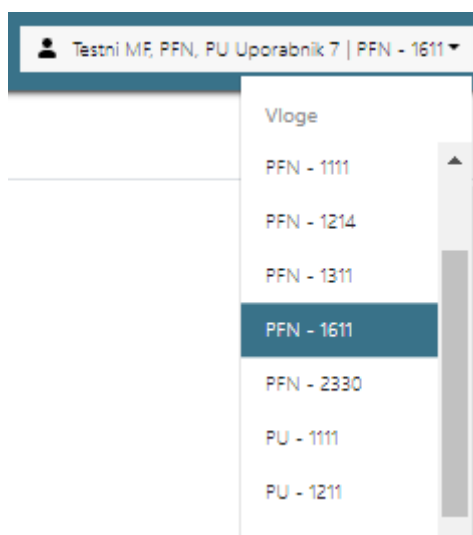 Testni MF, PFN, PU Uporabnik 7 | PFN - 1611
Vloge
PFN - 1111
PFN - 1214
PFN - 1311
PFN - 1611
PFN - 2330
PU - 1111
PU - 1211